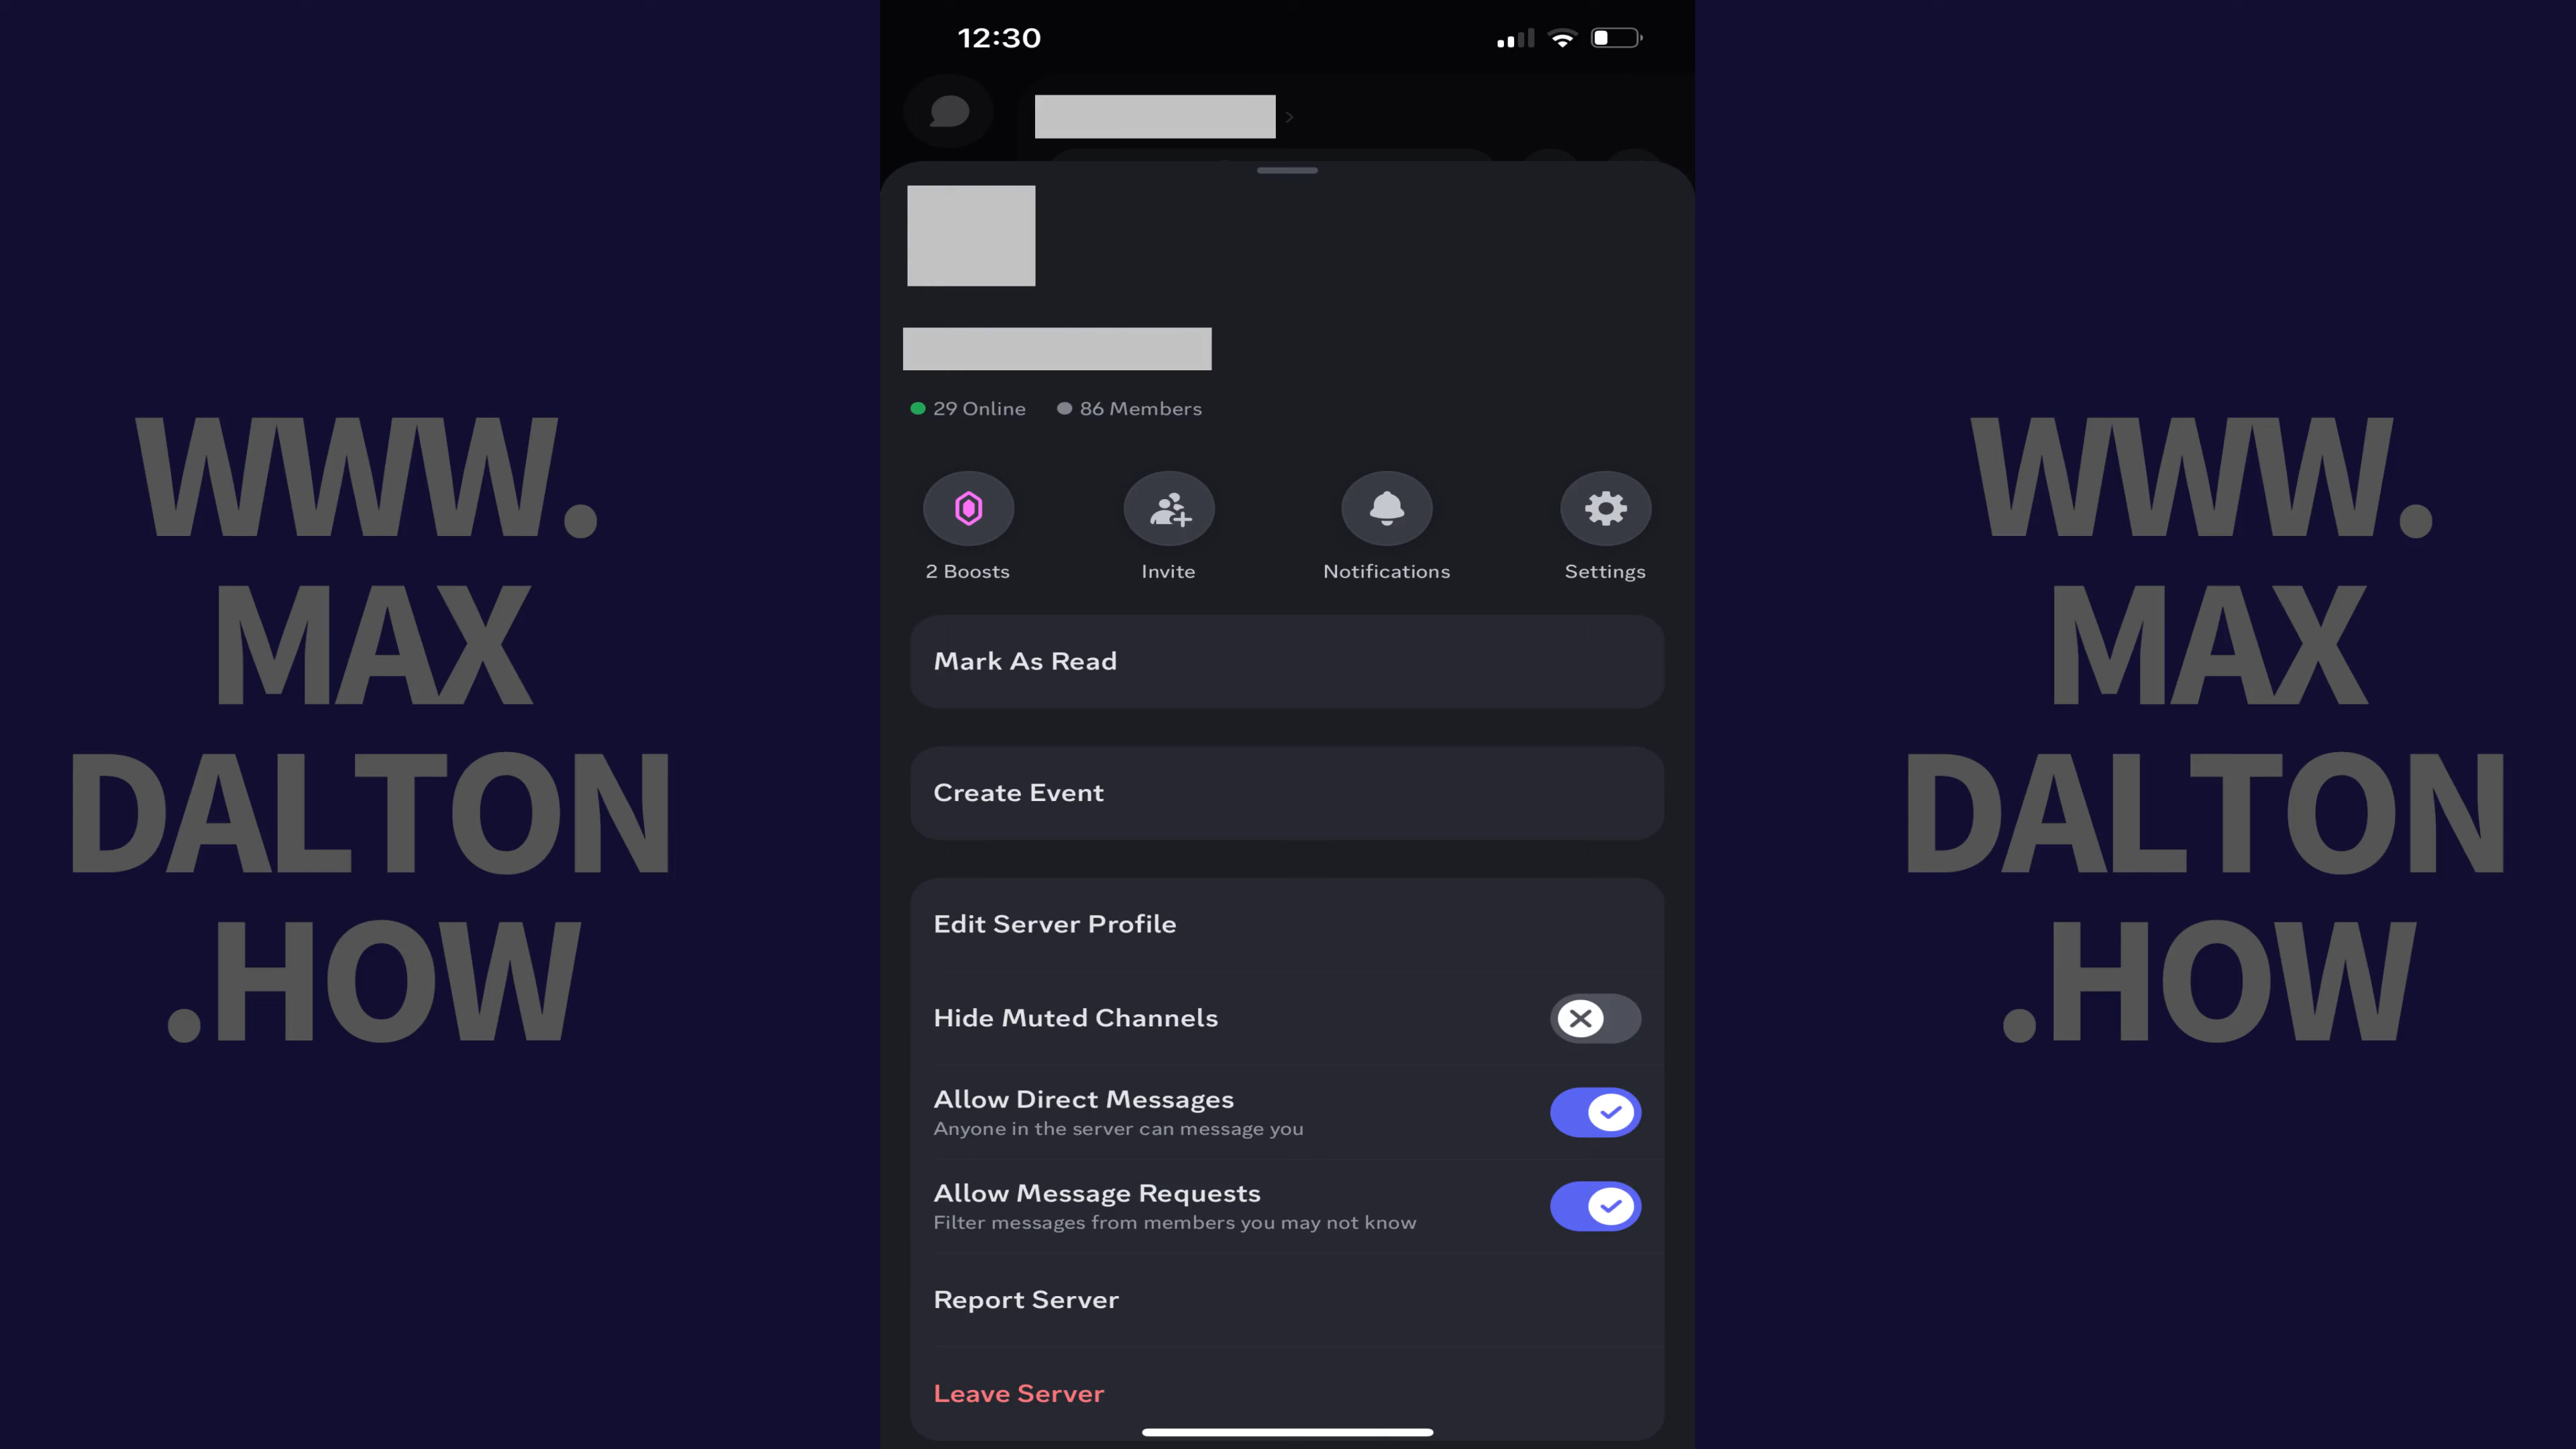 WWW.
MAX
DALTON
.HOW
12:30
29 Online 86 Members
2 Boosts Invite Notifications Settings
Mark As Read
Create Event
Edit Server Profile
Hide Muted Channels
Allow Direct Messages
Anyone in the server can message you
Allow Message Requests
Filter messages from members you may not know
Report Server
Leave Server
WWW.
MAX
DALTON
.HOW